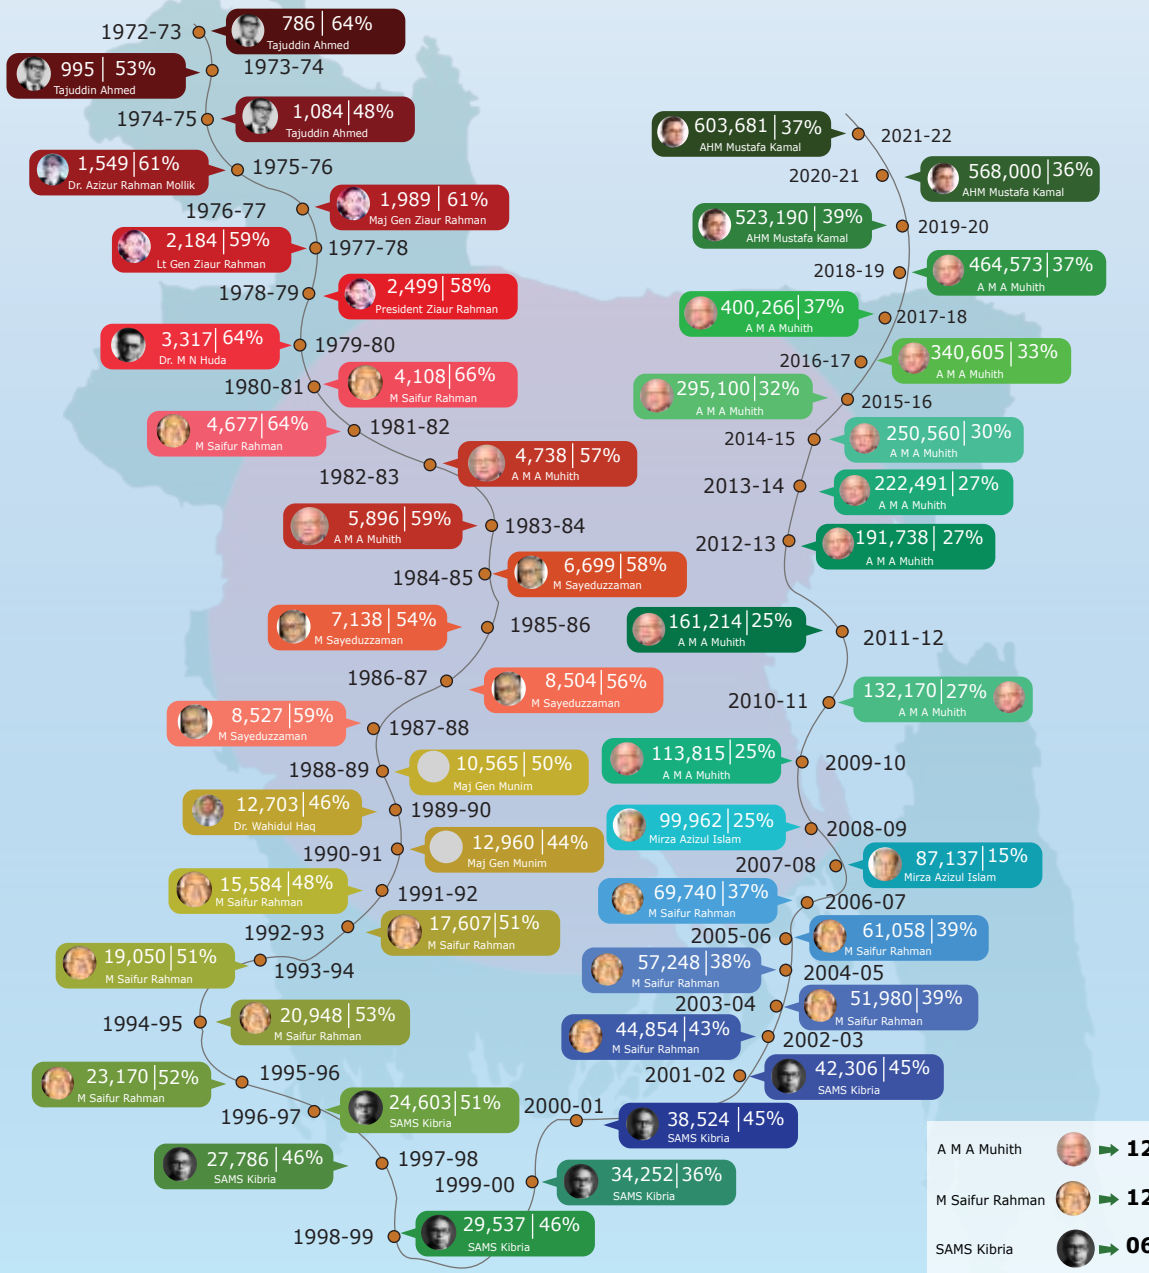 1972-73
786 | 64%
Tajuddin Ahmed
1973-74
995 | 53%
Tajuddin Ahmed
1974-75
1,084 | 48%
Tajuddin Ahmed
1975-76
1,549 | 61%
Dr. Azizur Rahman Mollik
1976-77
1,989 | 61%
Maj Gen Ziaur Rahman
1977-78
2,184 | 59%
Lt Gen Ziaur Rahman
1978-79
2,499 | 58%
President Ziaur Rahman
1979-80
3,317 | 64%
Dr. M N Huda
1980-81
4,108 | 66%
M Saifur Rahman
1981-82
4,677 | 64%
M Saifur Rahman
1982-83
4,738 | 57%
A M A Muhith
1983-84
5,896 | 59%
A M A Muhith
1984-85
6,699 | 58%
M Sayeduzzaman
1985-86
7,138 | 54%
M Sayeduzzaman
1986-87
8,504 | 56%
M Sayeduzzaman
1987-88
8,527 | 59%
M Sayeduzzaman
1988-89
10,565 | 50%
Maj Gen Munim
1989-90
12,703 | 46%
Dr. Wahidul Haq
1990-91
12,960 | 44%
Maj Gen Munim
1991-92
15,584 | 48%
M Saifur Rahman
1992-93
17,607 | 51%
M Saifur Rahman
1993-94
19,050 | 51%
M Saifur Rahman
1994-95
20,948 | 53%
M Saifur Rahman
1995-96
23,170 | 52%
M Saifur Rahman
1996-97
24,603 | 51%
SAMS Kibria
1997-98
27,786 | 46%
SAMS Kibria
1998-99
29,537 | 46%
SAMS Kibria
1999-00
34,252 | 36%
SAMS Kibria
2000-01
38,524 | 45%
SAMS Kibria
2001-02
42,306 | 45%
SAMS Kibria
2002-03
44,854 | 43%
M Saifur Rahman
2003-04
51,980 | 39%
M Saifur Rahman
2004-05
57,248 | 38%
M Saifur Rahman
2005-06
61,058 | 39%
M Saifur Rahman
2006-07
69,740 | 37%
M Saifur Rahman
2007-08
87,137 | 15%
Mirza Azizul Islam
2008-09
99,962 | 25%
Mirza Azizul Islam
2009-10
113,815 | 25%
A M A Muhith
2010-11
132,170 | 27%
A M A Muhith
2011-12
161,214 | 25%
A M A Muhith
2012-13
191,738 | 27%
A M A Muhith
2013-14
222,491 | 27%
A M A Muhith
2014-15
250,560 | 30%
A M A Muhith
2015-16
295,100 | 32%
A M A Muhith
2016-17
340,605 | 33%
A M A Muhith
2017-18
400,266 | 37%
A M A Muhith
2018-19
464,573 | 37%
A M A Muhith
2019-20
523,190 | 39%
AHM Mustafa Kamal
2020-21
568,000 | 36%
AHM Mustafa Kamal
2021-22
603,681 | 37%
AHM Mustafa Kamal
A M A Muhith 12
M Saifur Rahman 12
SAMS Kibria 06